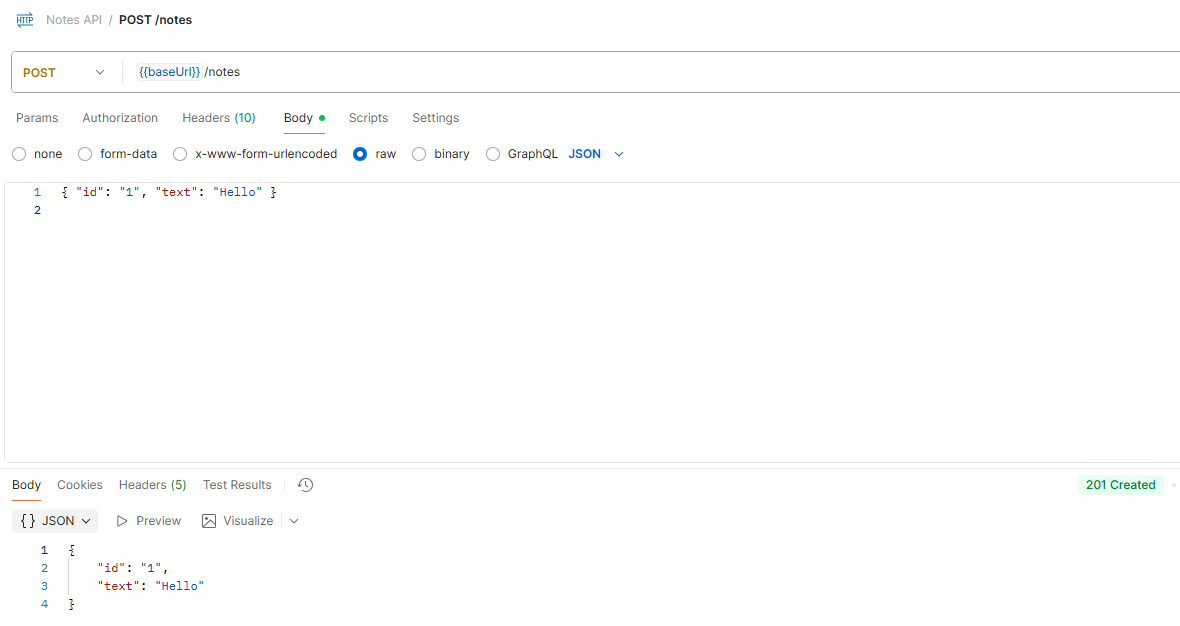 HTTP Notes API / POST /notes
POST {{baseUrl}} /notes
Params Authorization Headers (10) Body Scripts Settings
none form-data x-www-form-urlencoded raw binary GraphQL JSON
1 { "id": "1", "text": "Hello" }
2
Body Cookies Headers (5) Test Results 201 Created
{} JSON Preview Visualize
1 {
2 "id": "1",
3 "text": "Hello"
4 }